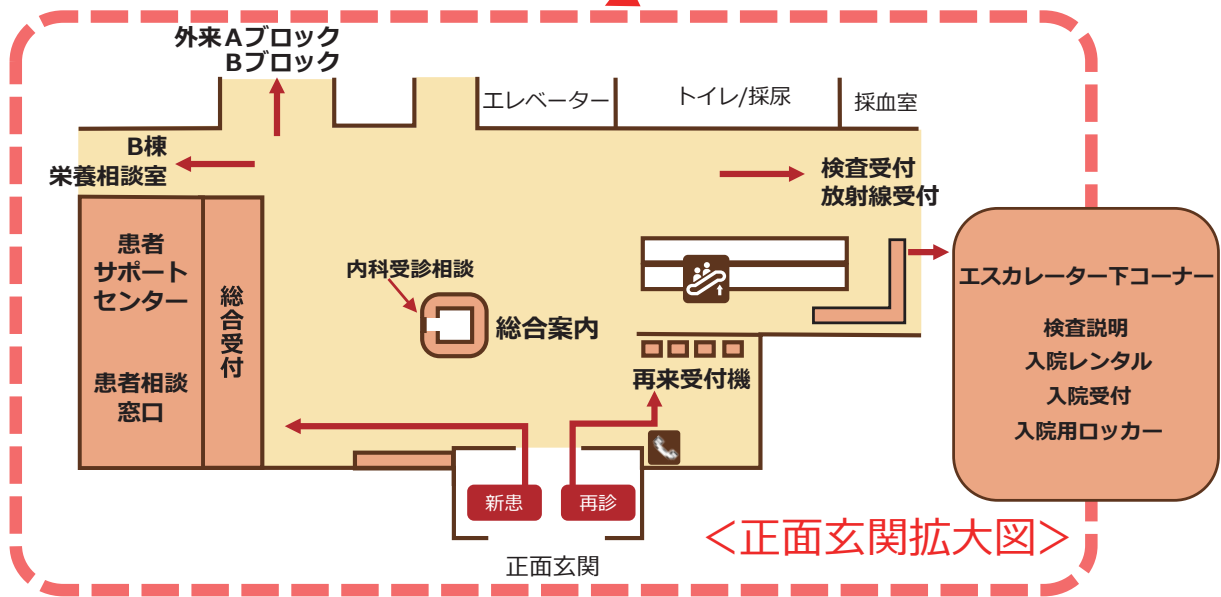 外来Aブロック
Bブロック
エレベーター
トイレ/採尿
採血室
B棟
栄養相談室
検査受付
放射線受付
患者
サポート
センター
総合受付
患者相談
窓口
内科受診相談
総合案内
再来受付機
エスカレーター下コーナー
検査説明
入院レンタル
入院受付
入院用ロッカー
新患
再診
正面玄関
＜正面玄関拡大図＞